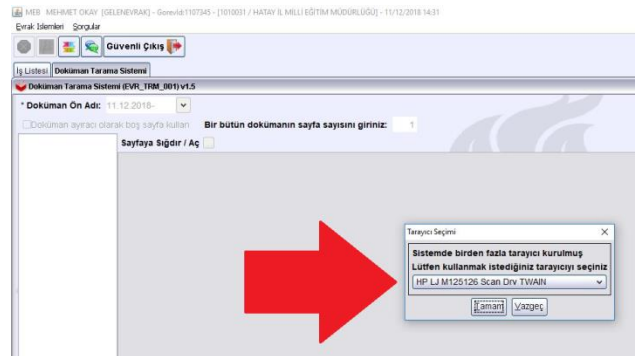 MEB MEHMET OKAY [GELENEVRAK] - GorevId:1107345 - [1010031 / HATAY İL MİLLİ EĞİTİM MÜDÜRLÜĞÜ] - 11/12/2018 14:31
Evrak İslemleri Sorgular
Güvenli Çıkış
İş Listesi Doküman Tarama Sistemi
Doküman Tarama Sistemi (EVR_TRM_001) v1.5
* Doküman Ön Adı: 11.12.2018-
Doküman ayıracı olarak boş sayfa kullan Bir bütün dokümanın sayfa sayısını giriniz: 1
Sayfaya Sığdır / Aç
Tarayıcı Seçimi
Sistemde birden fazla tarayıcı kurulmuş
Lütfen kullanmak istediğiniz tarayıcıyı seçiniz
HP LJ M125126 Scan Drv TWAIN
Tamam Vazgeç